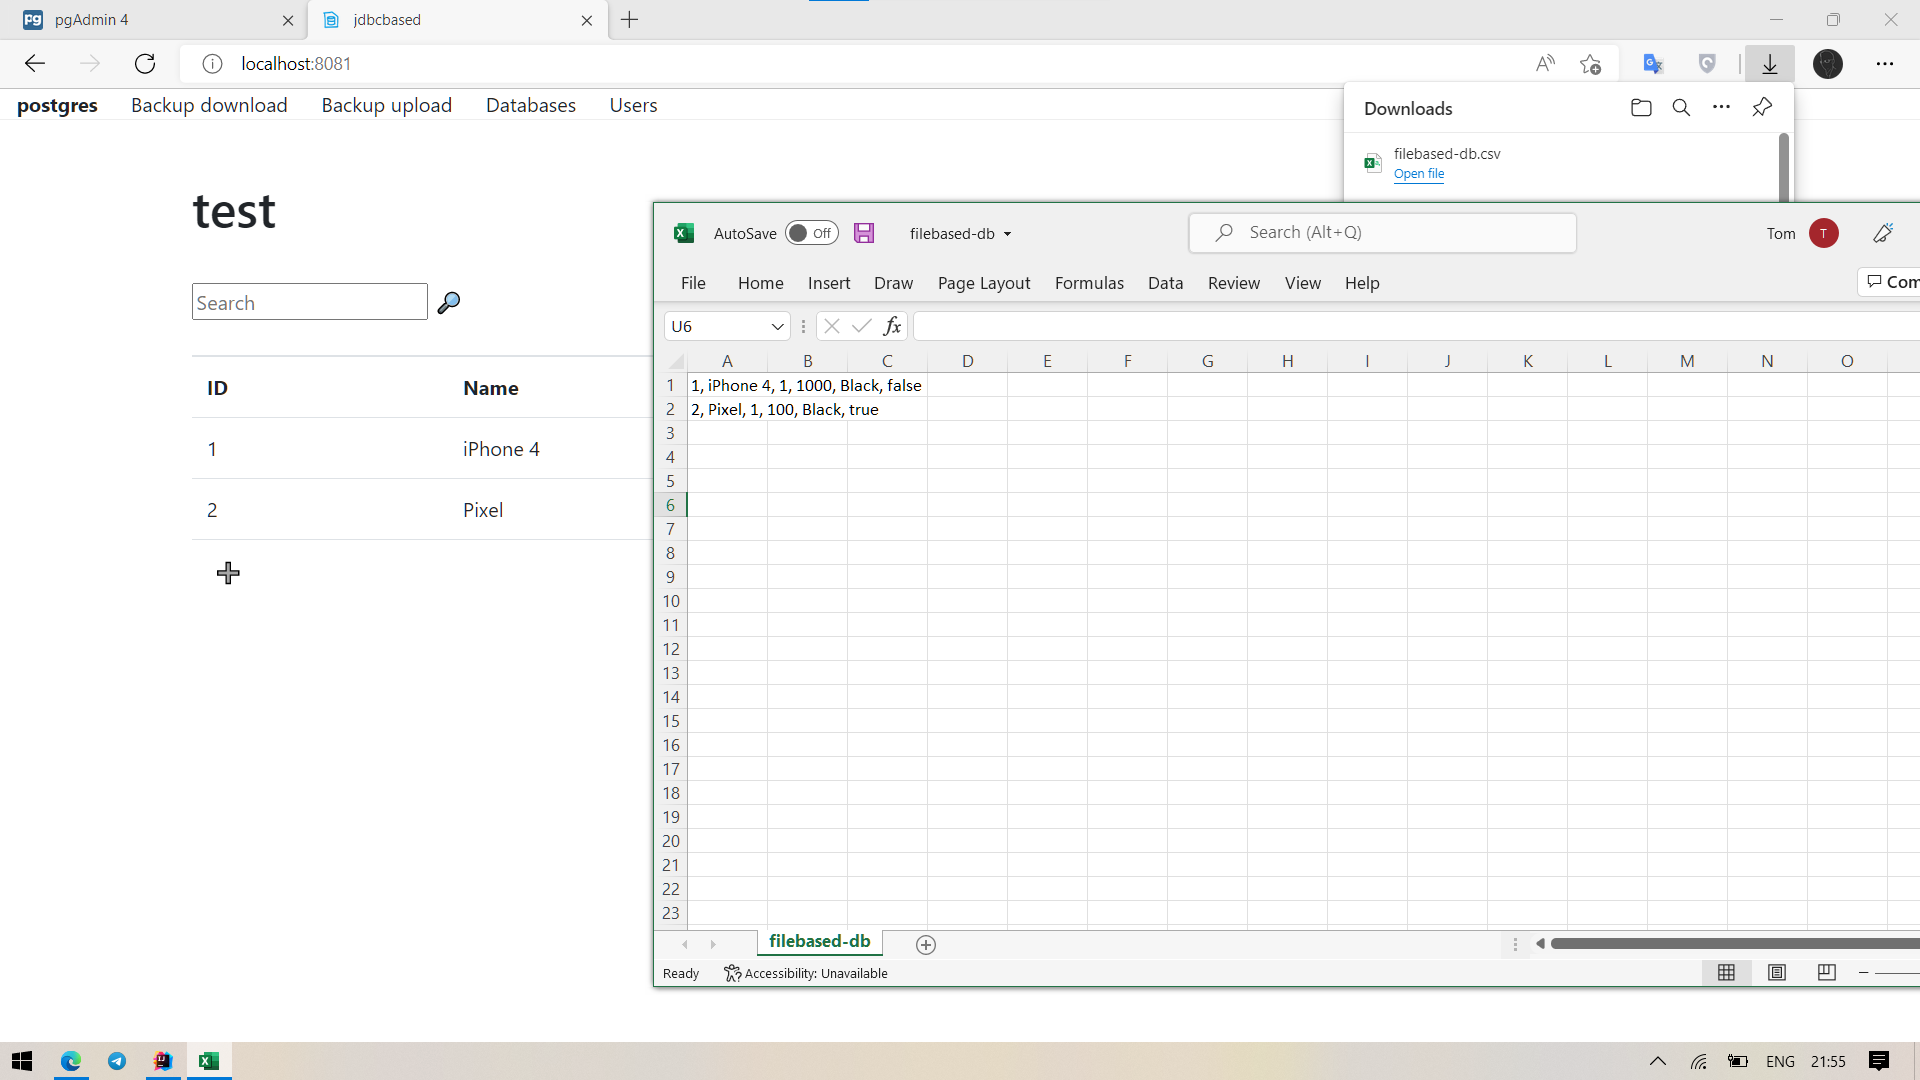 pgAdmin 4
jdbcbased
localhost:8081
postgres Backup download Backup upload Databases Users
Downloads
filebased-db.csv
Open file
test
Search
ID Name
1 iPhone 4
2 Pixel
AutoSave Off filebased-db Search (Alt+Q) Tom T
File Home Insert Draw Page Layout Formulas Data Review View Help Com
U6 fx
A B C D E F G H I J K L M N O
1 1, iPhone 4, 1, 1000, Black, false
2 2, Pixel, 1, 100, Black, true
3
4
5
6
7
8
9
10
11
12
13
14
15
16
17
18
19
20
21
22
23
filebased-db
Ready Accessibility: Unavailable
ENG 21:55